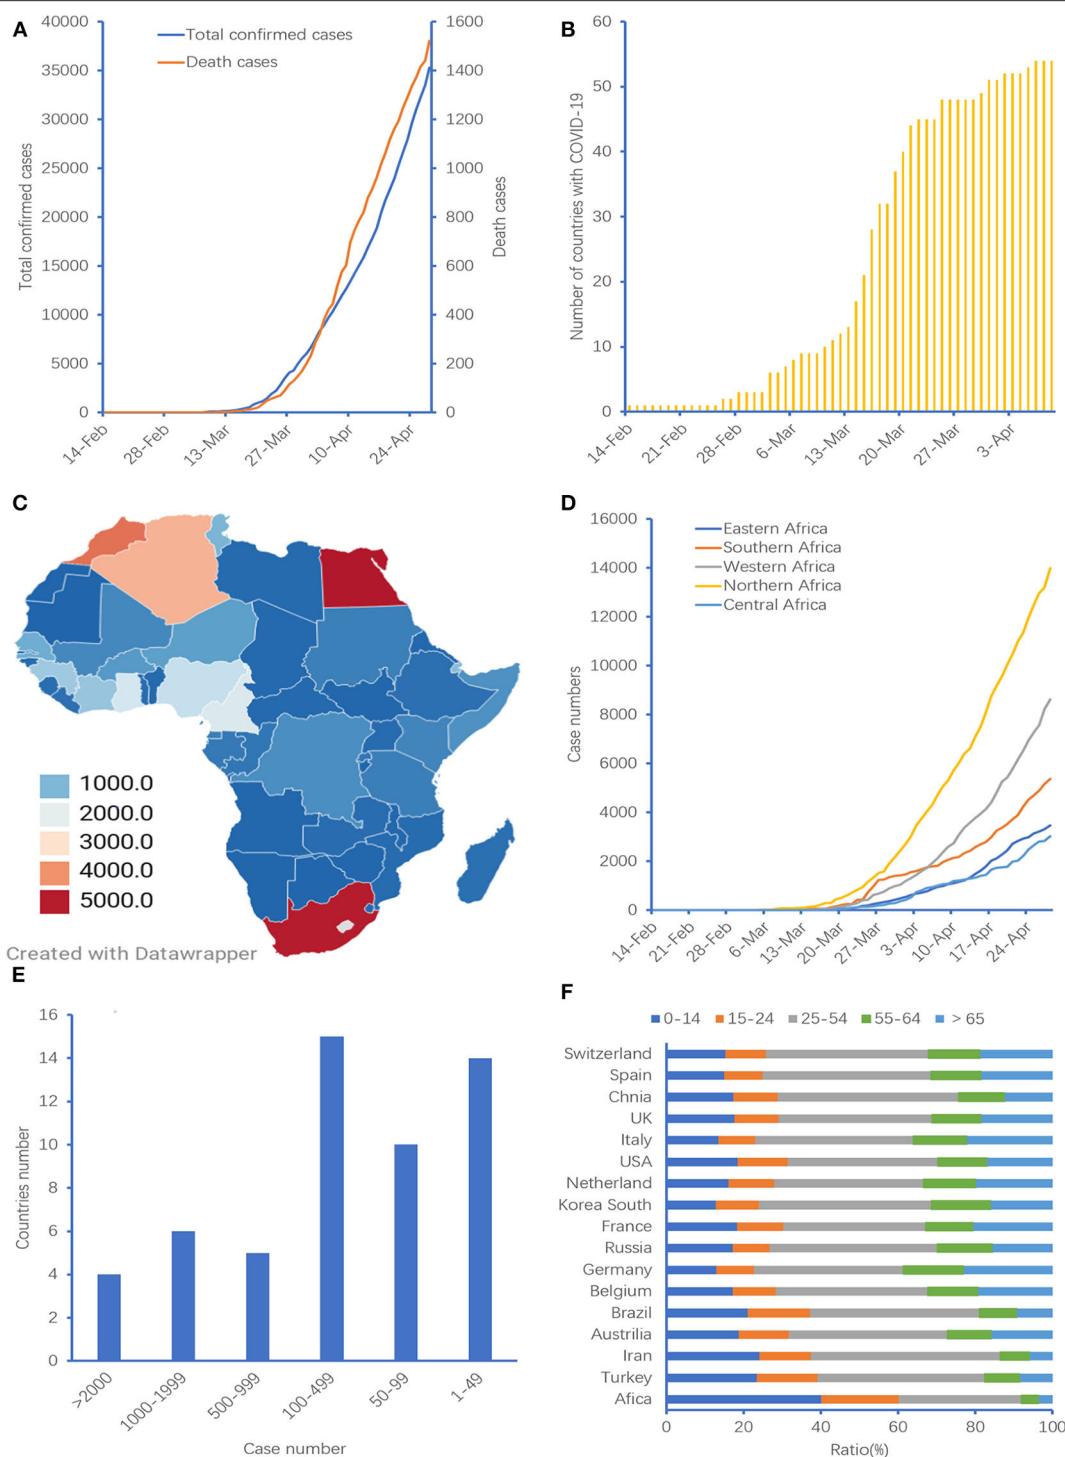 A
40000
35000
30000
25000
20000
15000
10000
5000
0
Total confirmed cases
Total confirmed cases
Death cases
1600
1400
1200
1000
800
600
400
200
0
Death cases
14-Feb
28-Feb
13-Mar
27-Mar
10-Apr
24-Apr
B
60
50
40
30
20
10
0
Number of countries with COVID-19
14-Feb
21-Feb
28-Feb
6-Mar
13-Mar
20-Mar
27-Mar
3-Apr
C
1000.0
2000.0
3000.0
4000.0
5000.0
Created with Datawrapper
D
16000
14000
12000
10000
8000
6000
4000
2000
0
Case numbers
Eastern Africa
Southern Africa
Western Africa
Northern Africa
Central Africa
14-Feb
21-Feb
28-Feb
6-Mar
13-Mar
20-Mar
27-Mar
3-Apr
10-Apr
17-Apr
24-Apr
E
16
14
12
10
8
6
4
2
0
Countries number
>2000
1000-1999
500-999
100-499
50-99
1-49
Case number
F
0-14 15-24 25-54 55-64 > 65
Switzerland
Spain
Chnia
UK
Italy
USA
Netherland
Korea South
France
Russia
Germany
Belgium
Brazil
Austrilia
Iran
Turkey
Afica
0 20 40 60 80 100
Ratio(%)